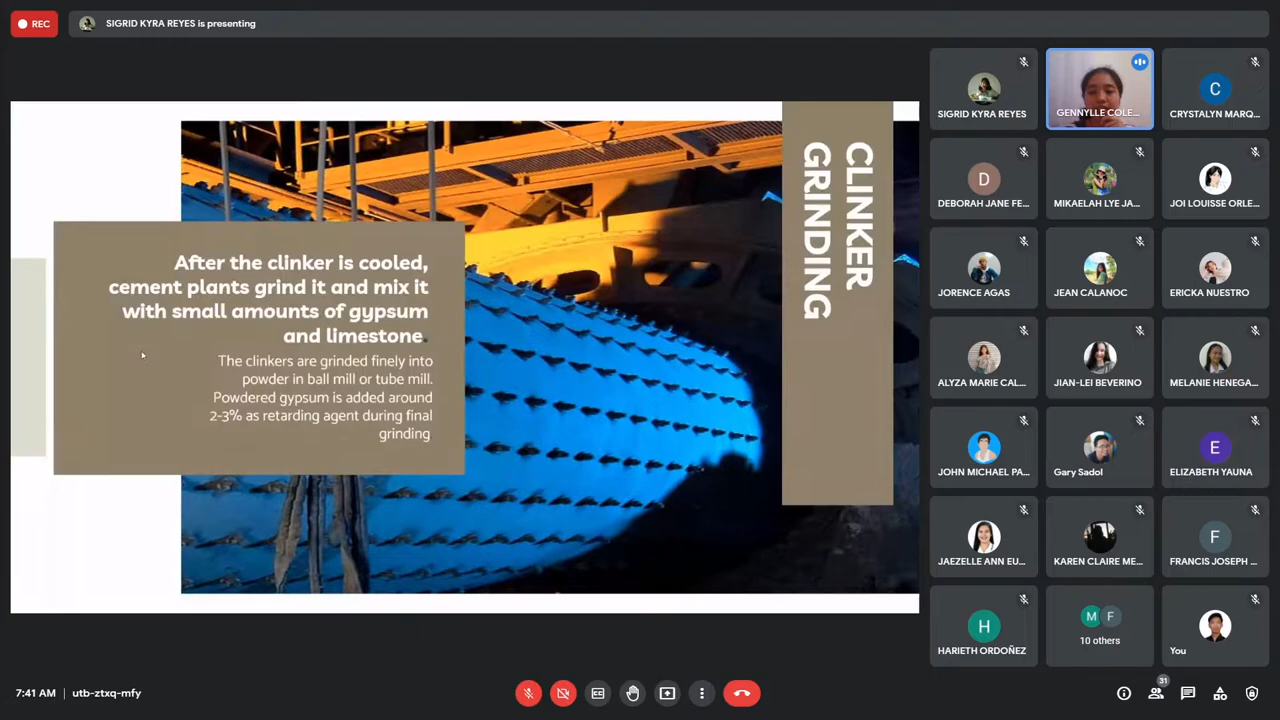 REC
SIGRID KYRA REYES is presenting
CLINKER
GRINDING
After the clinker is cooled,
cement plants grind it and mix it
with small amounts of gypsum
and limestone.
The clinkers are grinded finely into
powder in ball mill or tube mill.
Powdered gypsum is added around
2-3% as retarding agent during final
grinding
SIGRID KYRA REYES
GENNYLLE COLE...
C
CRYSTALYN MARQ...
D
DEBORAH JANE FE...
MIKAELAH LYE JA...
JOI LOUISSE ORLE...
JORENCE AGAS
JEAN CALANOC
ERICKA NUESTRO
ALYZA MARIE CAL...
JIAN-LEI BEVERINO
MELANIE HENEGA...
JOHN MICHAEL PA...
Gary Sadol
E
ELIZABETH YAUNA
JAEZELLE ANN EU...
KAREN CLAIRE ME...
F
FRANCIS JOSEPH ...
H
HARIETH ORDOÑEZ
M F
10 others
You
7:41 AM | utb-ztxq-mfy
CC
31